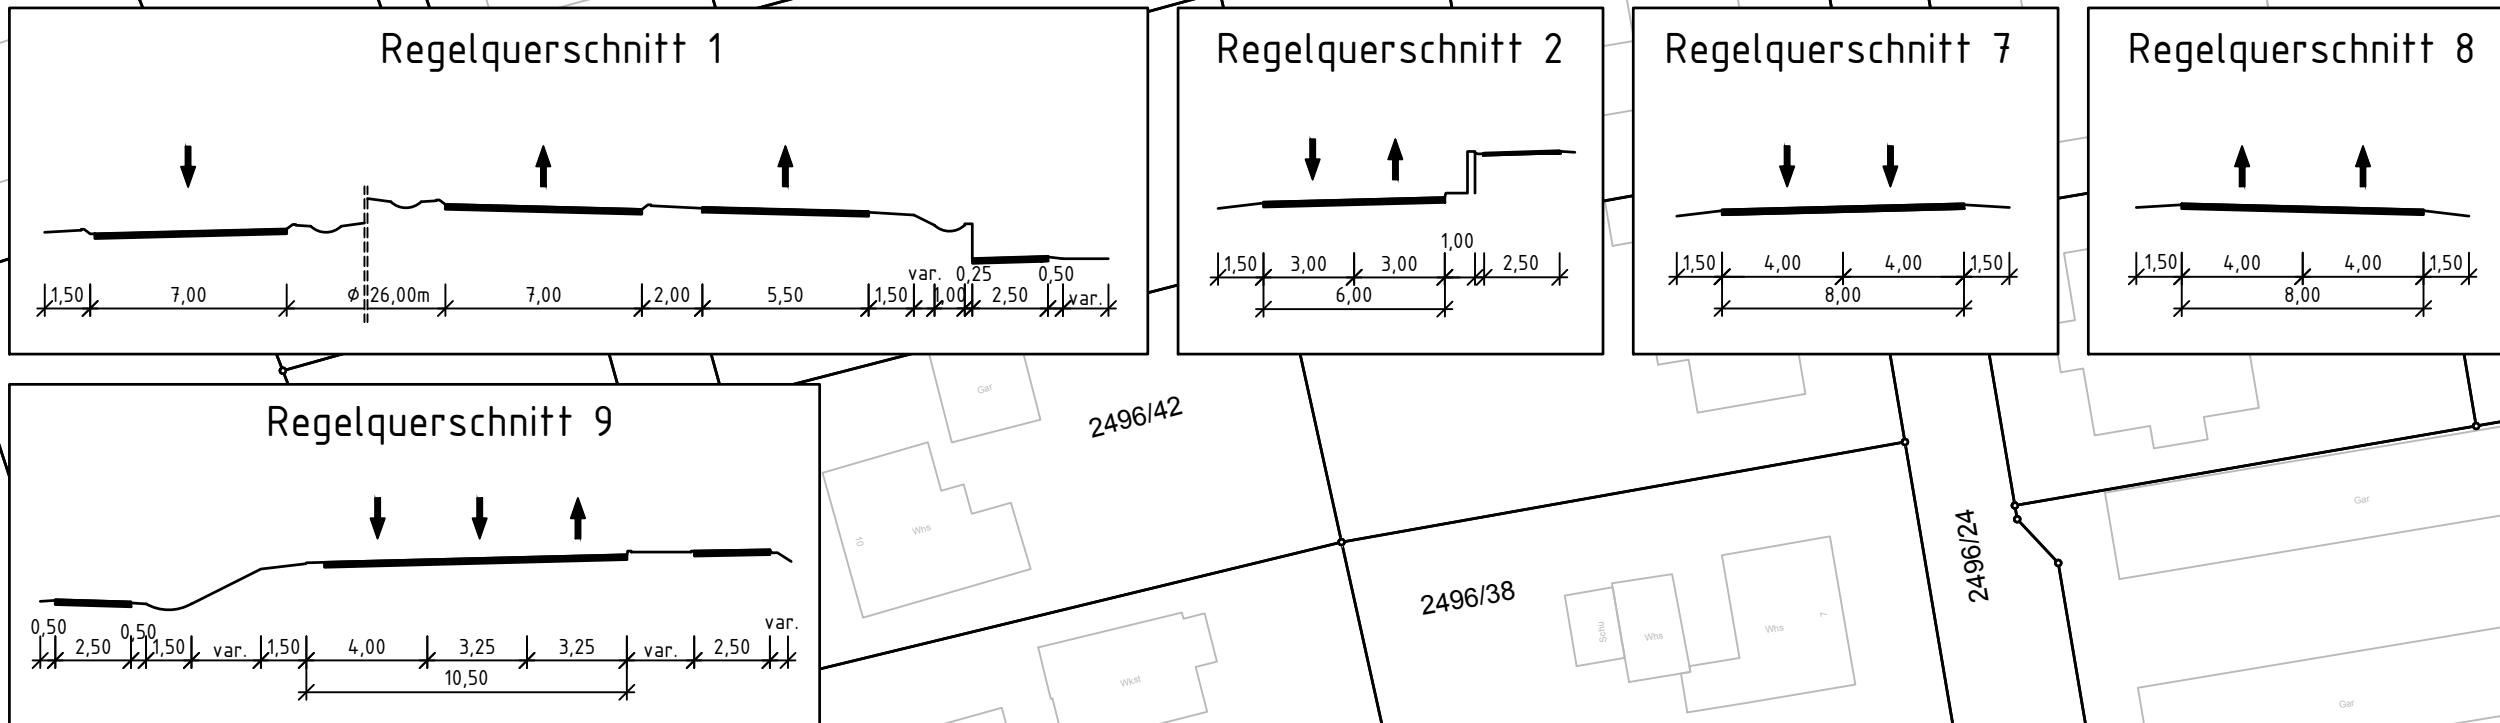 Regelquerschnitt 1
1,50 7,00 ϕ 26,00m 7,00 2,00 5,50 1,50 var. 1,00 0,25 2,50 0,50 var.
Regelquerschnitt 2
1,50 3,00 3,00 1,00 2,50
6,00
Regelquerschnitt 7
1,50 4,00 4,00 1,50
8,00
Regelquerschnitt 8
1,50 4,00 4,00 1,50
8,00
Regelquerschnitt 9
0,50 2,50 0,50 1,50 var. 1,50 4,00 3,25 3,25 var. 2,50 var.
10,50
Gar
2496/42
10
Whs
Wkst
2496/38
Schu
Whs
Whs
7
2496/24
Gar
Gar